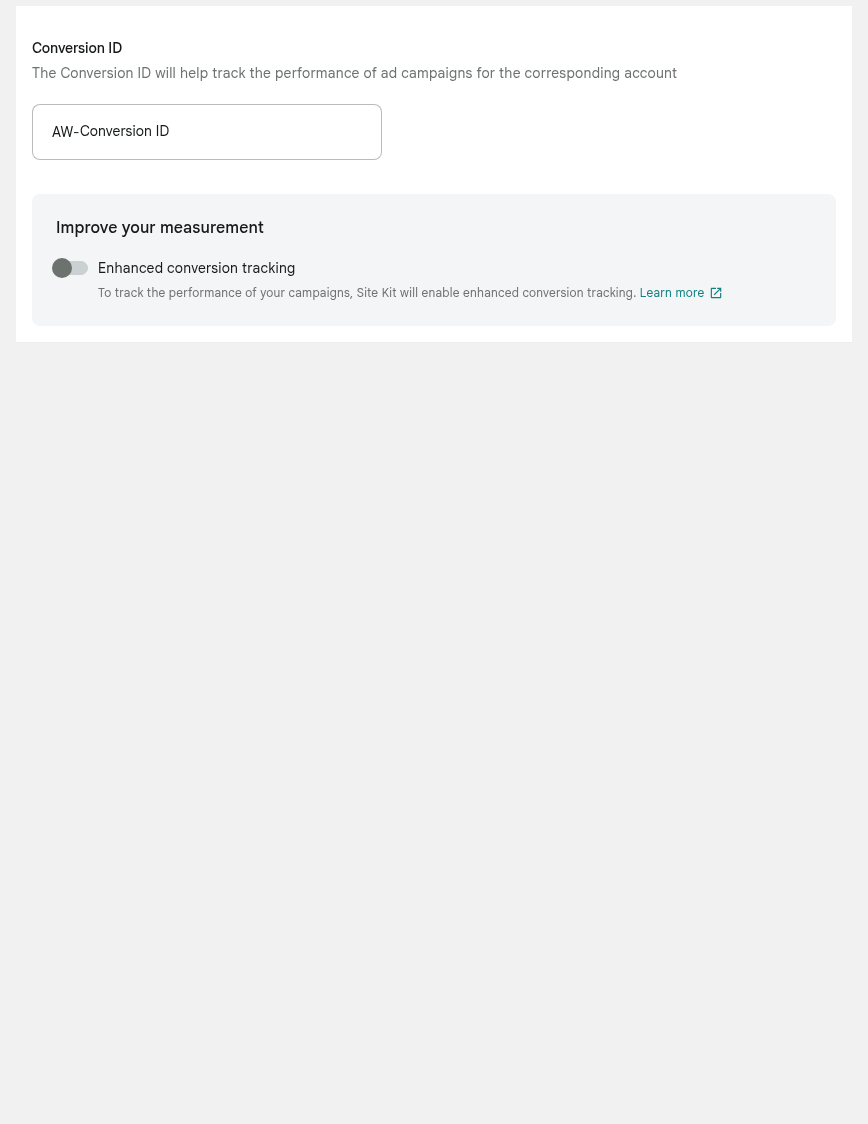 Conversion ID
The Conversion ID will help track the performance of ad campaigns for the corresponding account
AW-Conversion ID
Improve your measurement
Enhanced conversion tracking
To track the performance of your campaigns, Site Kit will enable enhanced conversion tracking. Learn more